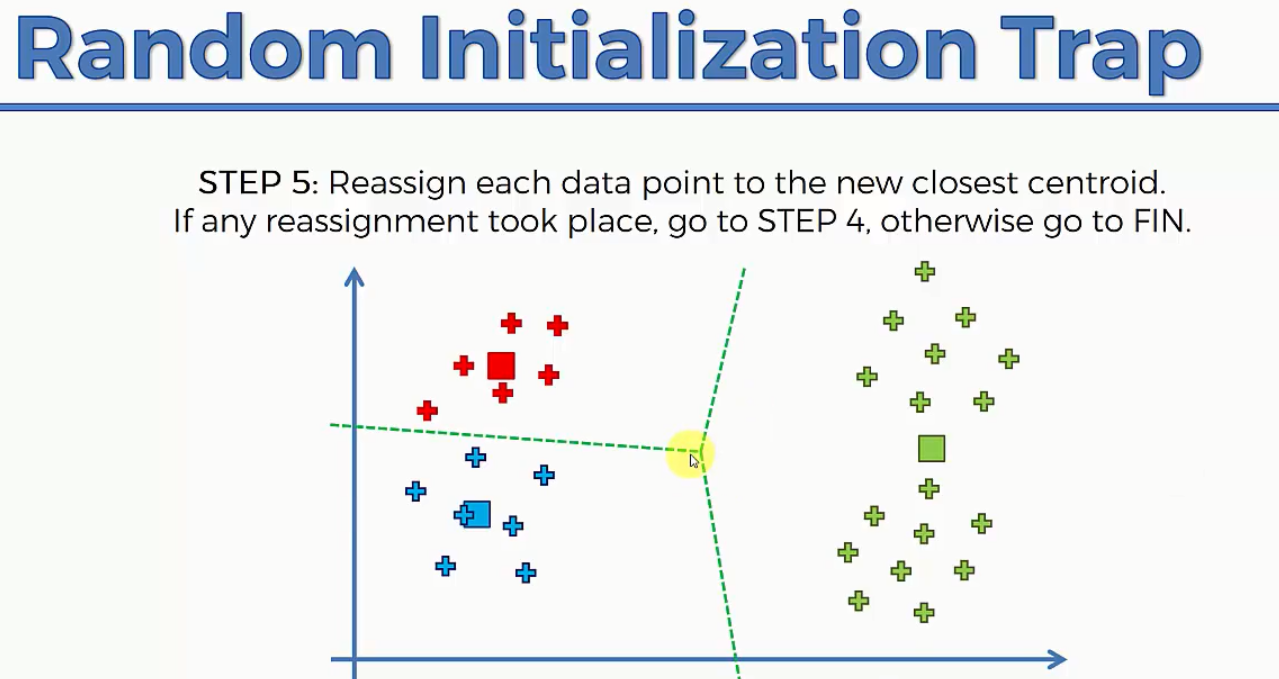 Random Initialization Trap
STEP 5: Reassign each data point to the new closest centroid.
If any reassignment took place, go to STEP 4, otherwise go to FIN.